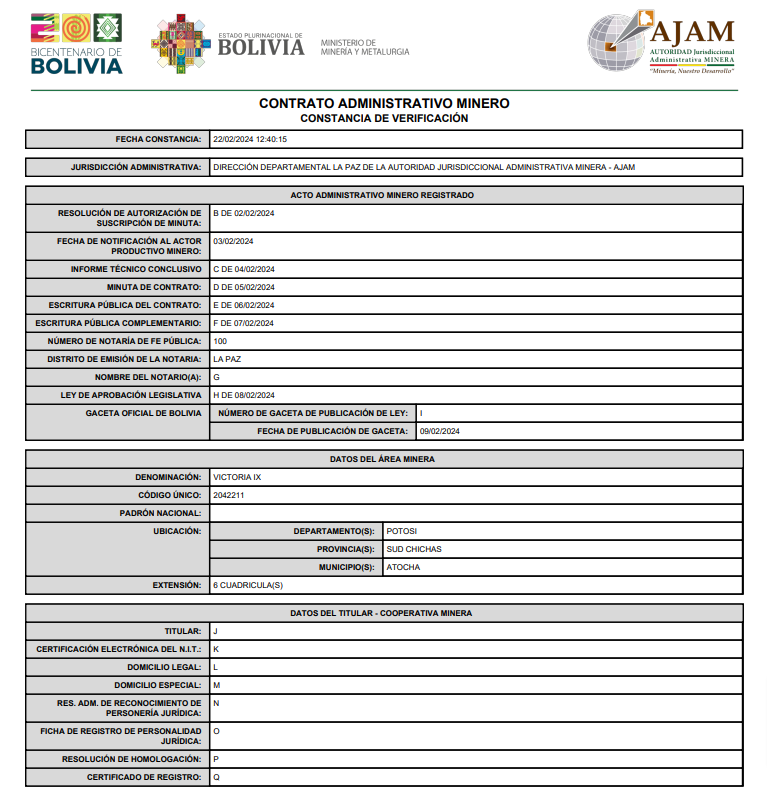 BICENTENARIO DE
BOLIVIA
ESTADO PLURINACIONAL DE
BOLIVIA
MINISTERIO DE
MINERÍA Y METALURGIA
AJAM
AUTORIDAD Jurisdiccional
Administrativa MINERA
"Minería, Nuestro Desarrollo"
CONTRATO ADMINISTRATIVO MINERO
CONSTANCIA DE VERIFICACIÓN
FECHA CONSTANCIA: 22/02/2024 12:40:15
JURISDICCIÓN ADMINISTRATIVA: DIRECCIÓN DEPARTAMENTAL LA PAZ DE LA AUTORIDAD JURISDICCIONAL ADMINISTRATIVA MINERA - AJAM
ACTO ADMINISTRATIVO MINERO REGISTRADO
RESOLUCIÓN DE AUTORIZACIÓN DE
SUSCRIPCIÓN DE MINUTA: B DE 02/02/2024
FECHA DE NOTIFICACIÓN AL ACTOR
PRODUCTIVO MINERO: 03/02/2024
INFORME TÉCNICO CONCLUSIVO C DE 04/02/2024
MINUTA DE CONTRATO: D DE 05/02/2024
ESCRITURA PÚBLICA DEL CONTRATO: E DE 06/02/2024
ESCRITURA PÚBLICA COMPLEMENTARIO: F DE 07/02/2024
NÚMERO DE NOTARÍA DE FE PÚBLICA: 100
DISTRITO DE EMISIÓN DE LA NOTARIA: LA PAZ
NOMBRE DEL NOTARIO(A): G
LEY DE APROBACIÓN LEGISLATIVA H DE 08/02/2024
GACETA OFICIAL DE BOLIVIA NÚMERO DE GACETA DE PUBLICACIÓN DE LEY: I
FECHA DE PUBLICACIÓN DE GACETA: 09/02/2024
DATOS DEL ÁREA MINERA
DENOMINACIÓN: VICTORIA IX
CÓDIGO ÚNICO: 2042211
PADRÓN NACIONAL:
UBICACIÓN: DEPARTAMENTO(S): POTOSI
PROVINCIA(S): SUD CHICHAS
MUNICIPIO(S): ATOCHA
EXTENSIÓN: 6 CUADRICULA(S)
DATOS DEL TITULAR - COOPERATIVA MINERA
TITULAR: J
CERTIFICACIÓN ELECTRÓNICA DEL N.I.T.: K
DOMICILIO LEGAL: L
DOMICILIO ESPECIAL: M
RES. ADM. DE RECONOCIMIENTO DE
PERSONERÍA JURÍDICA: N
FICHA DE REGISTRO DE PERSONALIDAD
JURÍDICA: O
RESOLUCIÓN DE HOMOLOGACIÓN: P
CERTIFICADO DE REGISTRO: Q